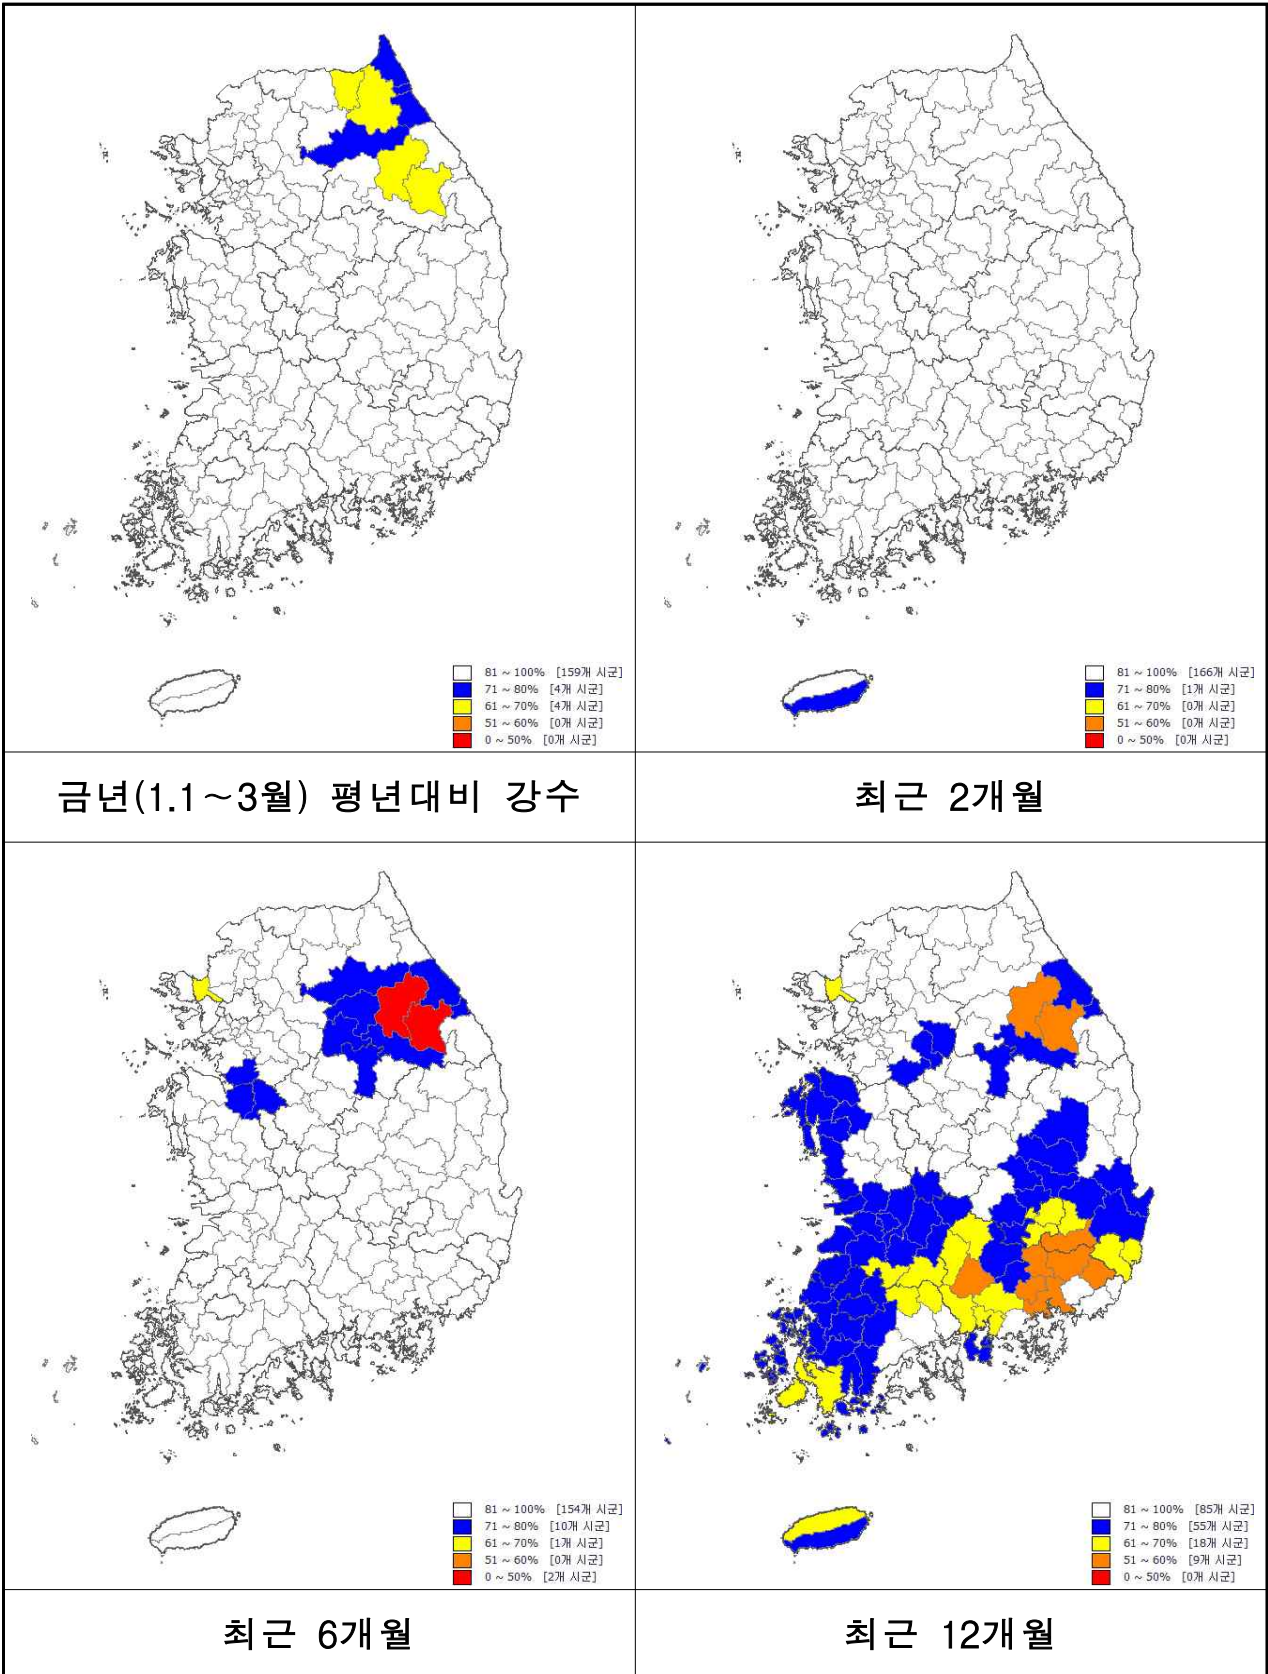 81 ~ 100% [159개 시군]
71 ~ 80% [4개 시군]
61 ~ 70% [4개 시군]
51 ~ 60% [0개 시군]
0 ~ 50% [0개 시군]
81 ~ 100% [166개 시군]
71 ~ 80% [1개 시군]
61 ~ 70% [0개 시군]
51 ~ 60% [0개 시군]
0 ~ 50% [0개 시군]
금년(1.1～3월) 평년대비 강수
최근 2개월
81 ~ 100% [154개 시군]
71 ~ 80% [10개 시군]
61 ~ 70% [1개 시군]
51 ~ 60% [0개 시군]
0 ~ 50% [2개 시군]
81 ~ 100% [85개 시군]
71 ~ 80% [55개 시군]
61 ~ 70% [18개 시군]
51 ~ 60% [9개 시군]
0 ~ 50% [0개 시군]
최근 6개월
최근 12개월